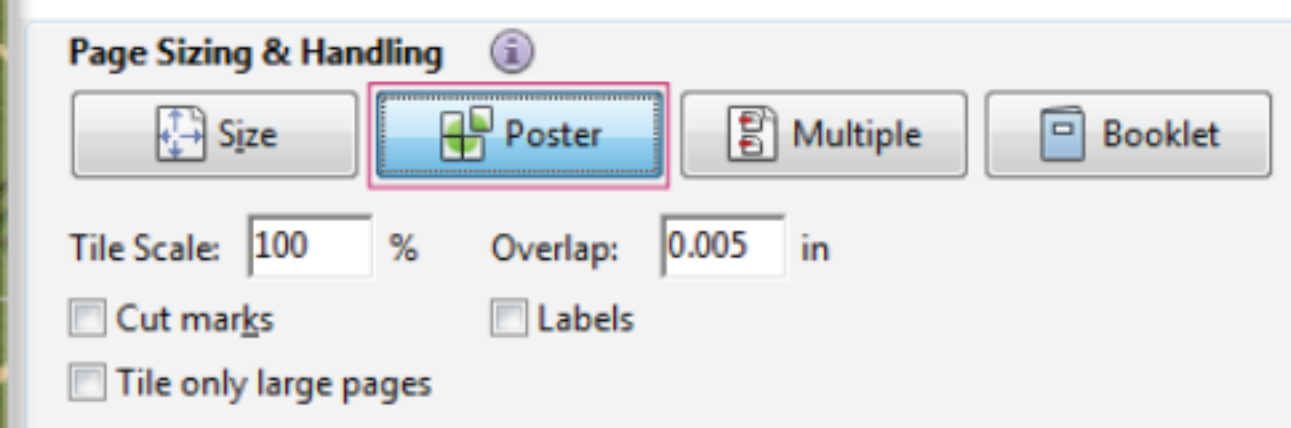 Page Sizing & Handling
Size Poster Multiple Booklet
Tile Scale: 100 % Overlap: 0.005 in
Cut marks Labels
Tile only large pages